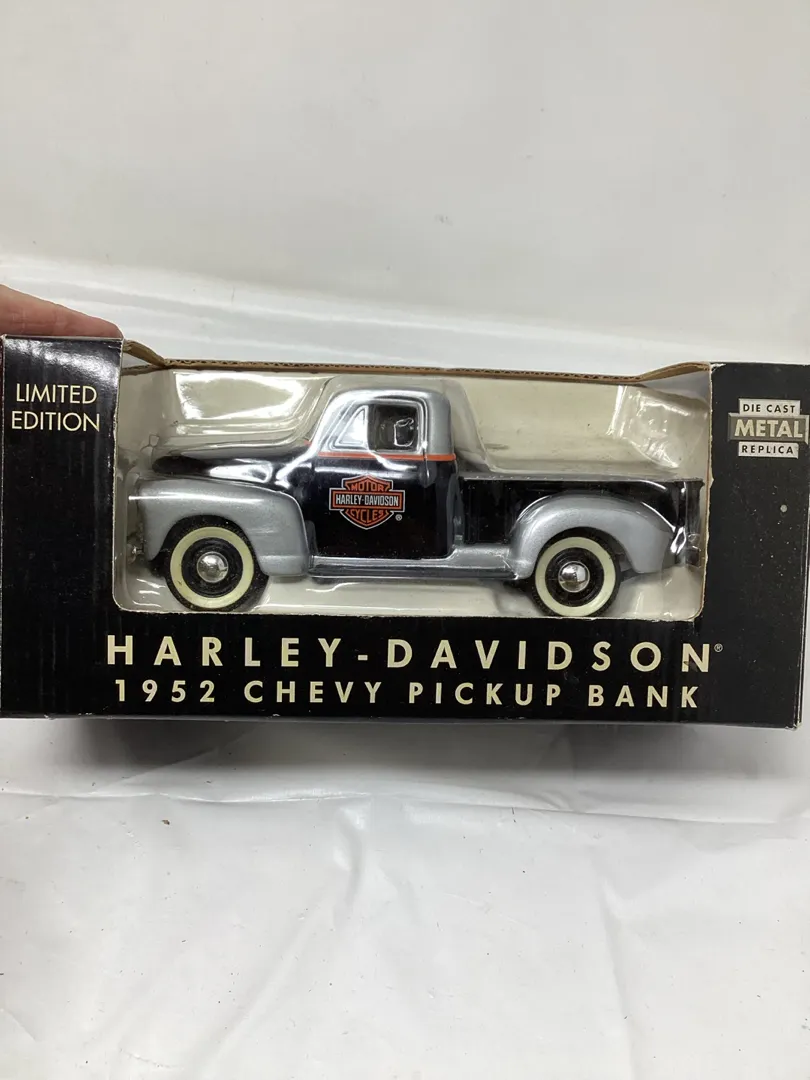 LIMITED
EDITION
DIE CAST
METAL
REPLICA
MOTOR
HARLEY-DAVIDSON
CYCLES
®
HARLEY-DAVIDSON®
1952 CHEVY PICKUP BANK